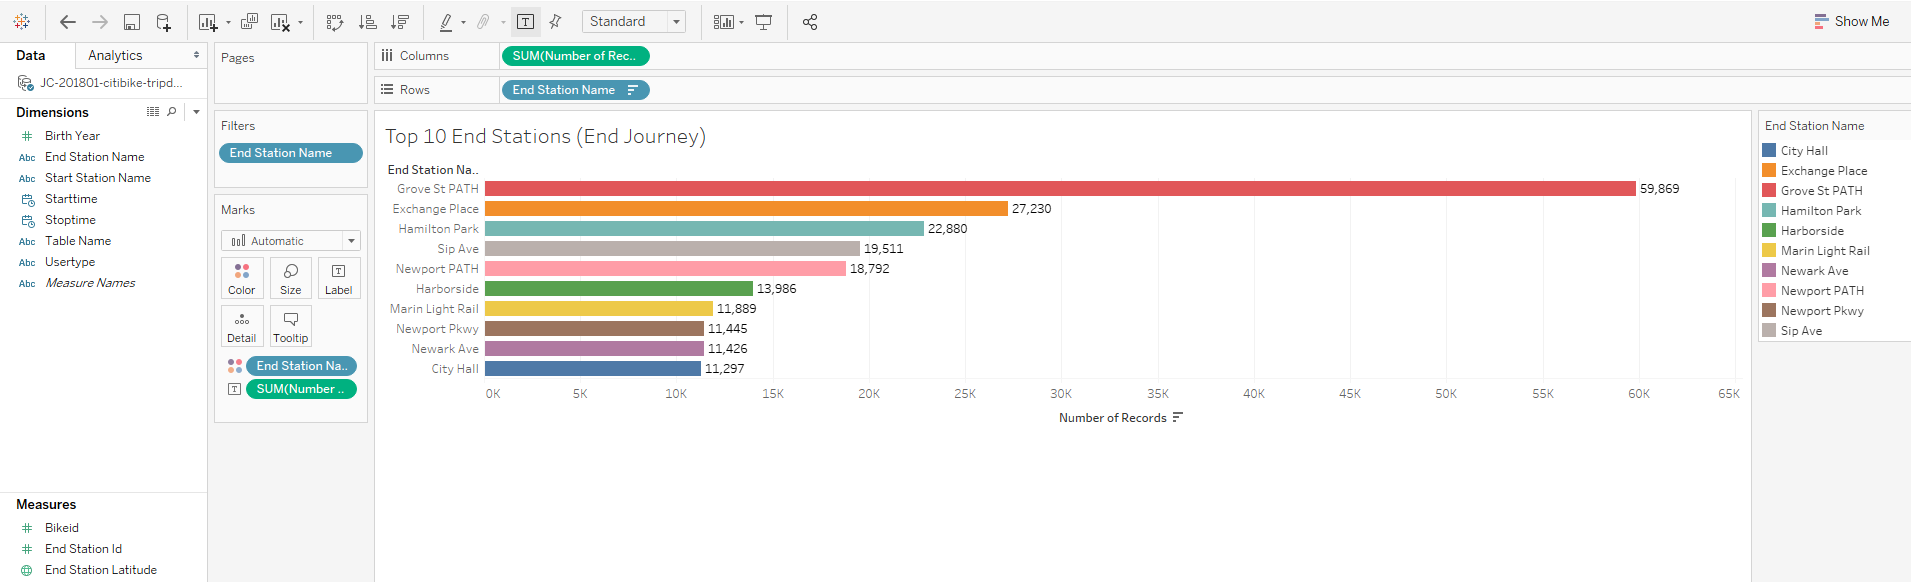 Standard
Show Me
Data
Analytics
JC-201801-citibike-tripd...
Dimensions
Birth Year
Abc End Station Name
Abc Start Station Name
Starttime
Stoptime
Abc Table Name
Abc Usertype
Abc Measure Names
Measures
Bikeid
End Station Id
End Station Latitude
Pages
Filters
End Station Name
Marks
Automatic
Color
Size
T
Label
Detail
Tooltip
End Station Na..
T SUM(Number ..
Columns
SUM(Number of Rec..
Rows
End Station Name
Top 10 End Stations (End Journey)
End Station Na..
Grove St PATH 59,869
Exchange Place 27,230
Hamilton Park 22,880
Sip Ave 19,511
Newport PATH 18,792
Harborside 13,986
Marin Light Rail 11,889
Newport Pkwy 11,445
Newark Ave 11,426
City Hall 11,297
0K 5K 10K 15K 20K 25K 30K 35K 40K 45K 50K 55K 60K 65K
Number of Records
End Station Name
City Hall
Exchange Place
Grove St PATH
Hamilton Park
Harborside
Marin Light Rail
Newark Ave
Newport PATH
Newport Pkwy
Sip Ave